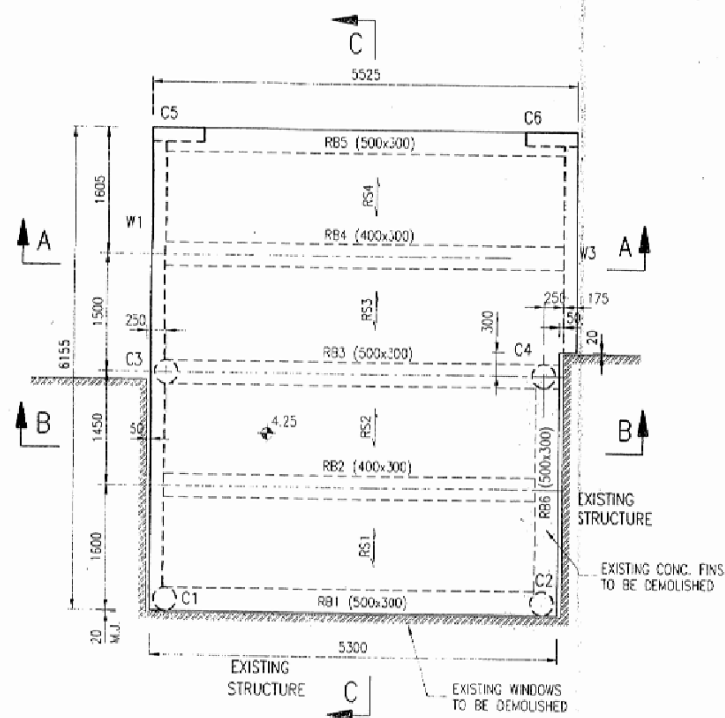 C
5525
C5
C6
RB5 (500x300)
1605
RS4
W1
A
RB4 (400x300)
A
W3
250
175
1500
RS3
300
50
250
20
6155
C3
RB3 (500x300)
C4
B
50
4.25
RS2
B
1450
RB2 (400x300)
RB6 (500x300)
EXISTING
STRUCTURE
1600
RS1
EXISTING CONC. FINS
TO BE DEMOLISHED
C1
C2
RB1 (500x300)
20
M.J.
5300
EXISTING
STRUCTURE
C
EXISTING WINDOWS
TO BE DEMOLISHED